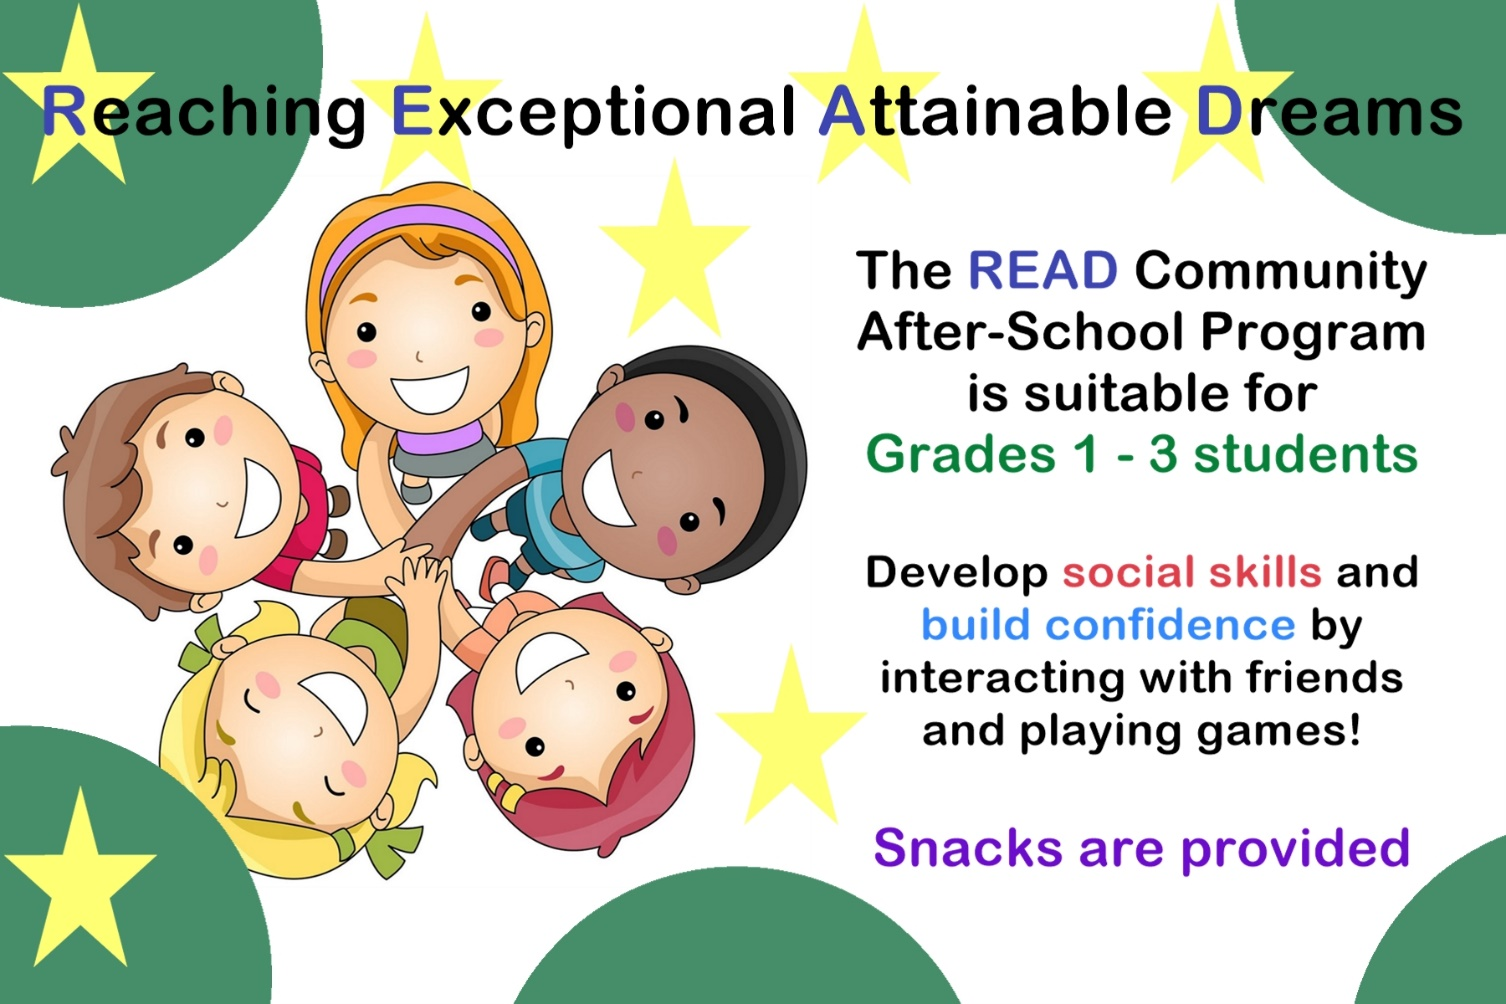 Reaching Exceptional Attainable Dreams
The READ Community
After-School Program
is suitable for
Grades 1 - 3 students
Develop social skills and
build confidence by
interacting with friends
and playing games!
Snacks are provided